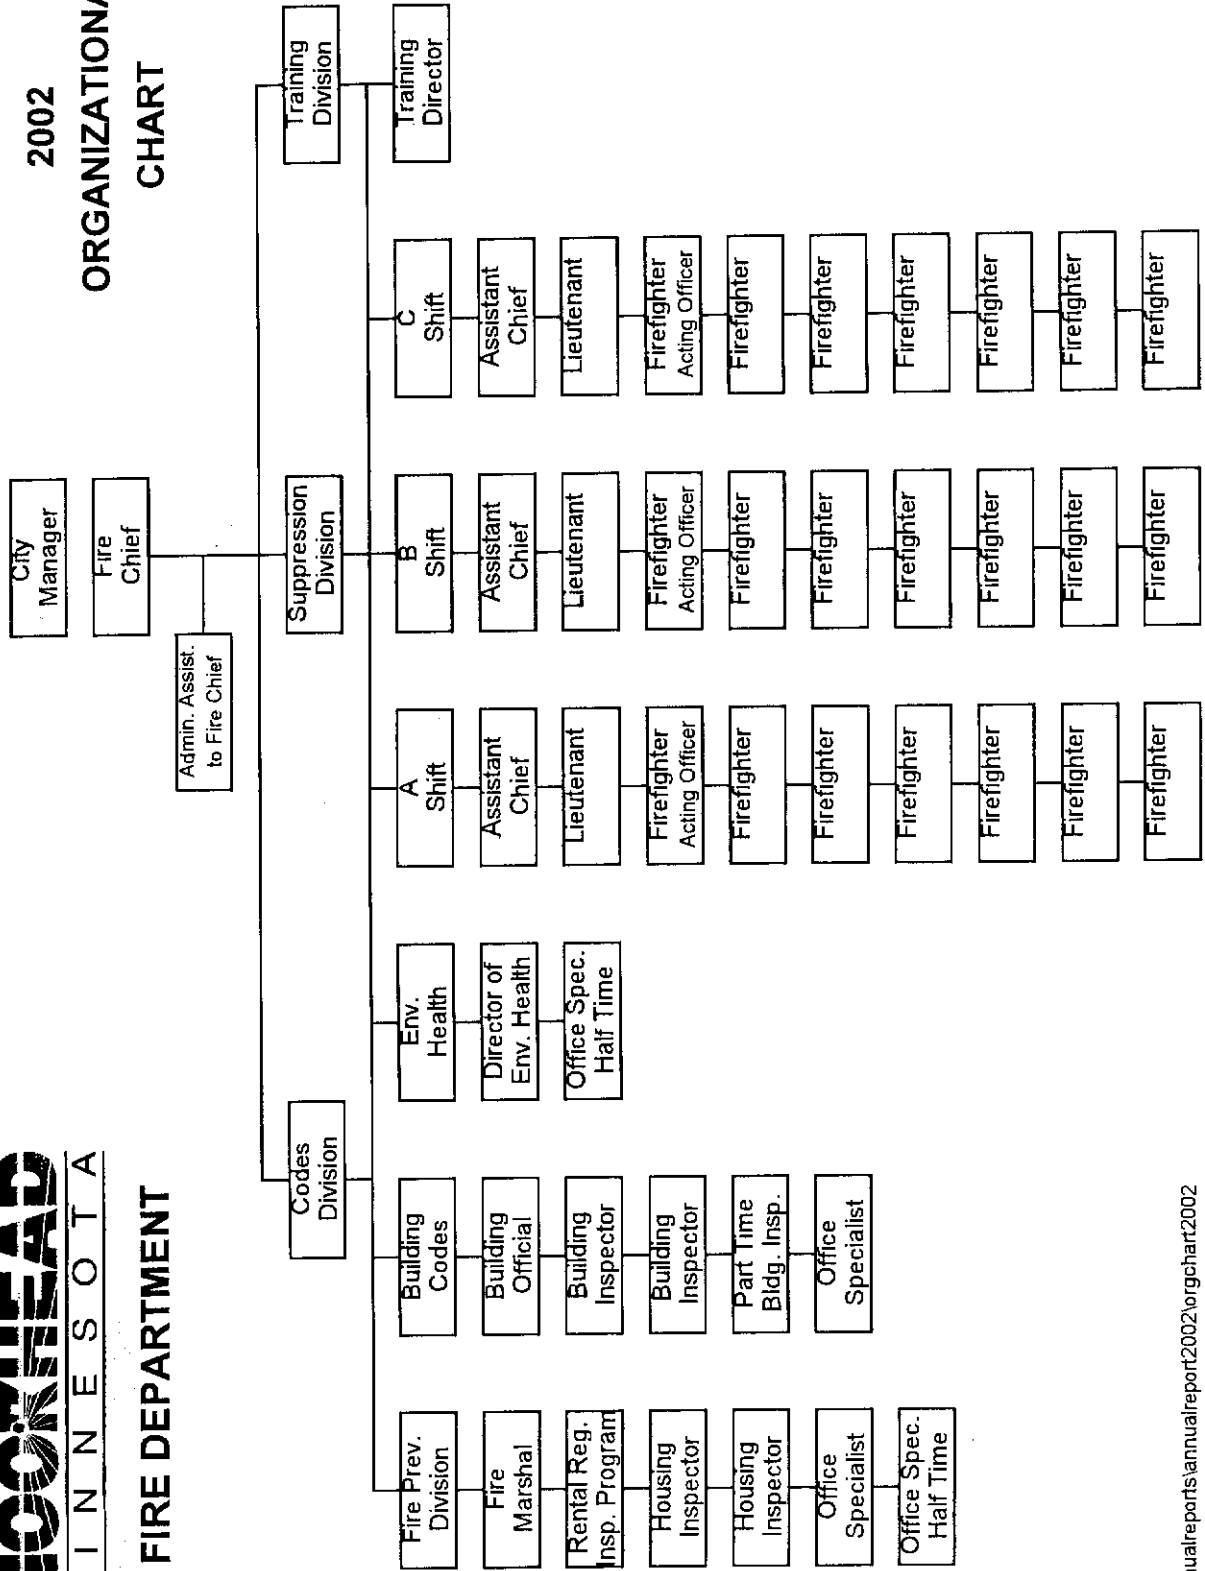 MOORHEAD
I N N E S O T A
FIRE DEPARTMENT
2002
ORGANIZATIONA
CHART
City
Manager
Fire
Chief
Admin. Assist.
to Fire Chief
Codes
Division
Suppression
Division
Training
Division
Fire Prev.
Division
Fire
Marshal
Rental Reg.
Insp. Program
Housing
Inspector
Housing
Inspector
Office
Specialist
Office Spec.
Half Time
Building
Codes
Building
Official
Building
Inspector
Building
Inspector
Part Time
Bldg. Insp.
Office
Specialist
Env.
Health
Director of
Env. Health
Office Spec.
Half Time
A
Shift
Assistant
Chief
Lieutenant
Firefighter
Acting Officer
Firefighter
Firefighter
Firefighter
Firefighter
Firefighter
Firefighter
B
Shift
Assistant
Chief
Lieutenant
Firefighter
Acting Officer
Firefighter
Firefighter
Firefighter
Firefighter
Firefighter
Firefighter
C
Shift
Assistant
Chief
Lieutenant
Firefighter
Acting Officer
Firefighter
Firefighter
Firefighter
Firefighter
Firefighter
Firefighter
Training
Director
nualreports\annualreport2002\orgchart2002